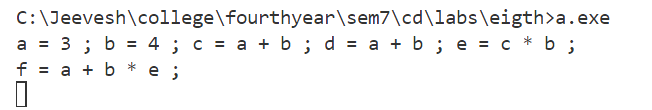 C:\Jeevesh\college\fourthyear\sem7\cd\labs\eigth>a.exe
a = 3 ; b = 4 ; c = a + b ; d = a + b ; e = c * b ;
f = a + b * e ;